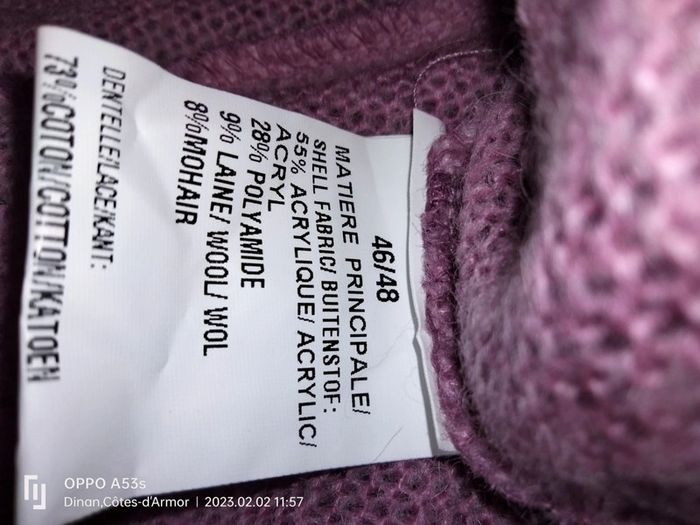 46/48
MATIERE PRINCIPALE/
SHELL FABRIC/ BUITENSTOF:
55% ACRYLIQUE/ ACRYLIC/
ACRYL
28% POLYAMIDE
9% LAINE/ WOOL/ WOL
8%MOHAIR
DENTELLE/LACE/KANT:
73%COTON/COTTON/KATOEN
OPPO A53s
Dinan,Côtes-d'Armor | 2023.02.02 11:57